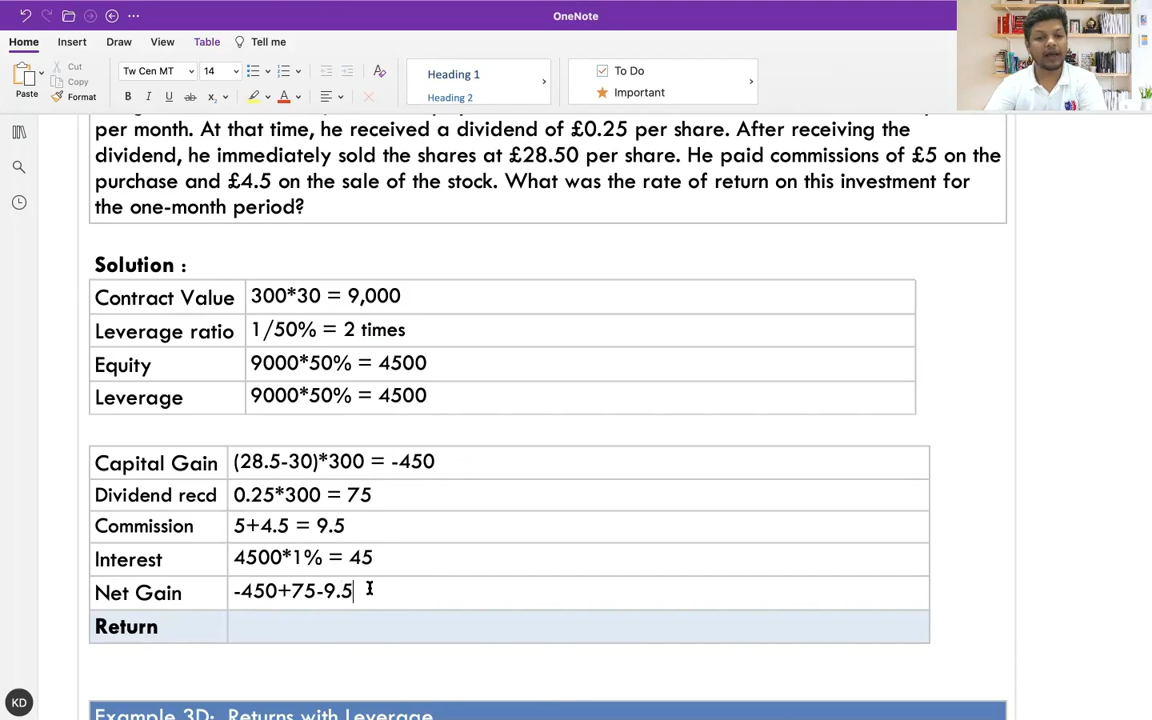 OneNote
Home Insert Draw View Table Tell me
Paste
Cut
Copy
Format
Tw Cen MT 14
B I U ab x₂ A
Heading 1
Heading 2
To Do
Important
per month. At that time, he received a dividend of £0.25 per share. After receiving the
dividend, he immediately sold the shares at £28.50 per share. He paid commissions of £5 on the
purchase and £4.5 on the sale of the stock. What was the rate of return on this investment for
the one-month period?
Solution :
Contract Value 300*30 = 9,000
Leverage ratio 1/50% = 2 times
Equity 9000*50% = 4500
Leverage 9000*50% = 4500
Capital Gain (28.5-30)*300 = -450
Dividend recd 0.25*300 = 75
Commission 5+4.5 = 9.5
Interest 4500*1% = 45
Net Gain -450+75-9.5
Return
KD
Example 3D: Returns with Leverage